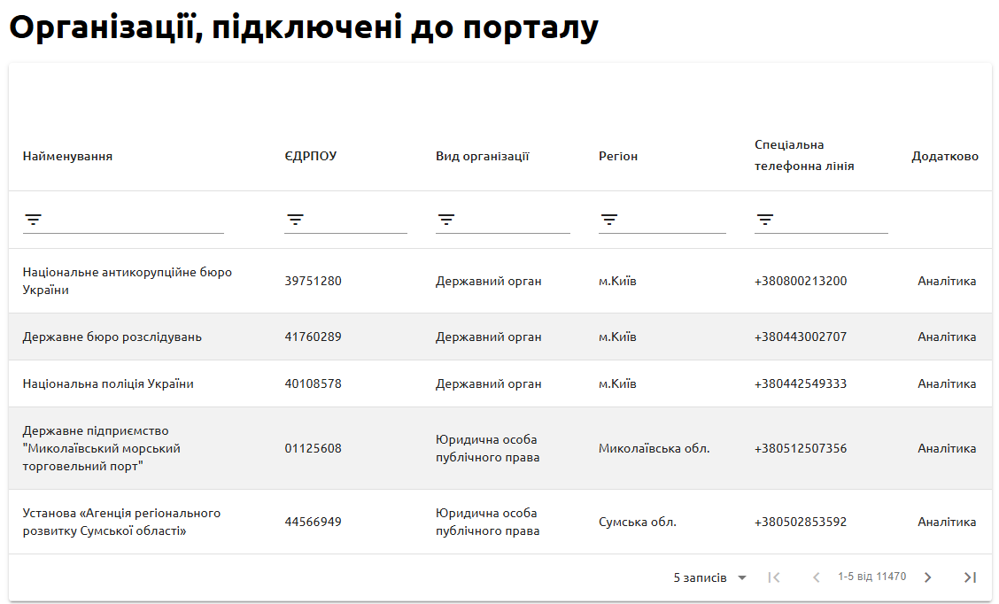 Організації, підключені до порталу
Найменування
ЄДРПОУ
Вид організації
Регіон
Спеціальна
телефонна лінія
Додатково
Національне антикорупційне бюро
України
39751280
Державний орган
м.Київ
+380800213200
Аналітика
Державне бюро розслідувань
41760289
Державний орган
м.Київ
+380443002707
Аналітика
Національна поліція України
40108578
Державний орган
м.Київ
+380442549333
Аналітика
Державне підприємство
"Миколаївський морський
торговельний порт"
01125608
Юридична особа
публічного права
Миколаївська обл.
+380512507356
Аналітика
Установа «Агенція регіонального
розвитку Сумської області»
44566949
Юридична особа
публічного права
Сумська обл.
+380502853592
Аналітика
5 записів
1-5 від 11470